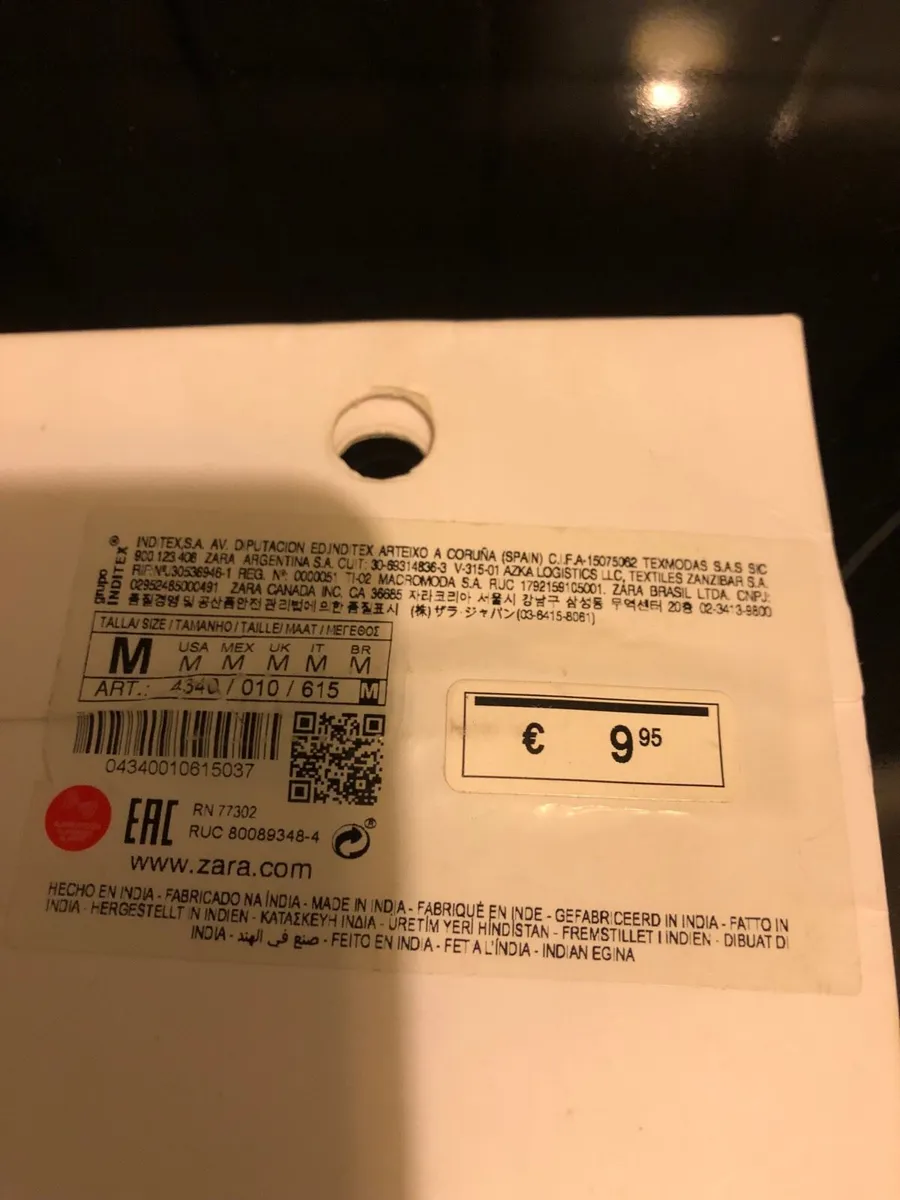 grupo INDITEX®
INDITEX,S.A. AV. DIPUTACION ED.INDITEX ARTEIXO A CORUÑA (SPAIN) C.I.F.A-15075062 TEXMODAS S.A.S SIC
900.123.408 ZARA ARGENTINA S.A. CUIT: 30-69314836-3 V-315-01 AZKA LOGISTICS LLC, TEXTILES ZANZIBAR S.A.
RIF:NºJ.30536946-1 REG. Nº: 0000051 TI-02 MACROMODA S.A. RUC 1792159105001. ZARA BRASIL LTDA. CNPJ:
02952485000491 ZARA CANADA INC. CA 36685 자라코리아 서울시 강남구 삼성동 무역센터 20층 02-3413-9800
품질경영 및 공산품안전 관리법에 의한 품질표시 (株) ザラ・ジャパン(03-6415-8061)
TALLA/ SIZE / TAMANHO / TAILLE/ MAAT / ΜΕΓΕΘΟΣ
M USA M MEX M UK M IT M BR M
ART.: 4340 / 010 / 615 M
04340010615037
€ 9 95
EAC RN 77302
RUC 80089348-4
www.zara.com
HECHO EN INDIA - FABRICADO NA ÍNDIA - MADE IN INDIA - FABRIQUÉ EN INDE - GEFABRICEERD IN INDIA - FATTO IN
INDIA - HERGESTELLT IN INDIEN - ΚΑΤΑΣΚΕΥΗ ΙΝΔΙΑ - ÜRETİM YERİ HİNDİSTAN - FREMSTILLET I INDIEN - DIBUAT DI
INDIA - صنع في الهند - FEITO EN INDIA - FET A L'ÍNDIA - INDIAN EGINA